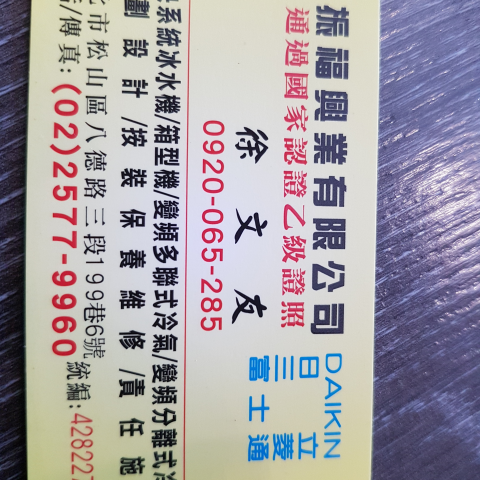 振福興業有限公司
通過國家認證乙級證照
DAIKIN
日立
三菱
富士通
徐文友
0920-065-285
系統冰水機/箱型機/變頻多聯式冷氣/變頻分離式冷
劃設計/按裝保養維修/責任施
市松山區八德路三段199巷6號
/傳真:(02)2577-9960
統編:428227